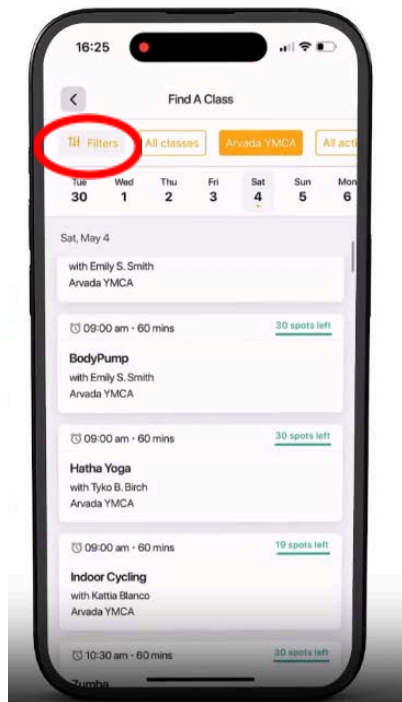 16:25
Find A Class
Filters
All classes
Arvada YMCA
All acti
Tue Wed Thu Fri Sat Sun Mon
30 1 2 3 4 5 6
Sat, May 4
with Emily S. Smith
Arvada YMCA
09:00 am · 60 mins
30 spots left
BodyPump
with Emily S. Smith
Arvada YMCA
09:00 am · 60 mins
30 spots left
Hatha Yoga
with Tyko B. Birch
Arvada YMCA
09:00 am · 60 mins
19 spots left
Indoor Cycling
with Kattia Blanco
Arvada YMCA
10:30 am · 60 mins
30 spots left
Zumba